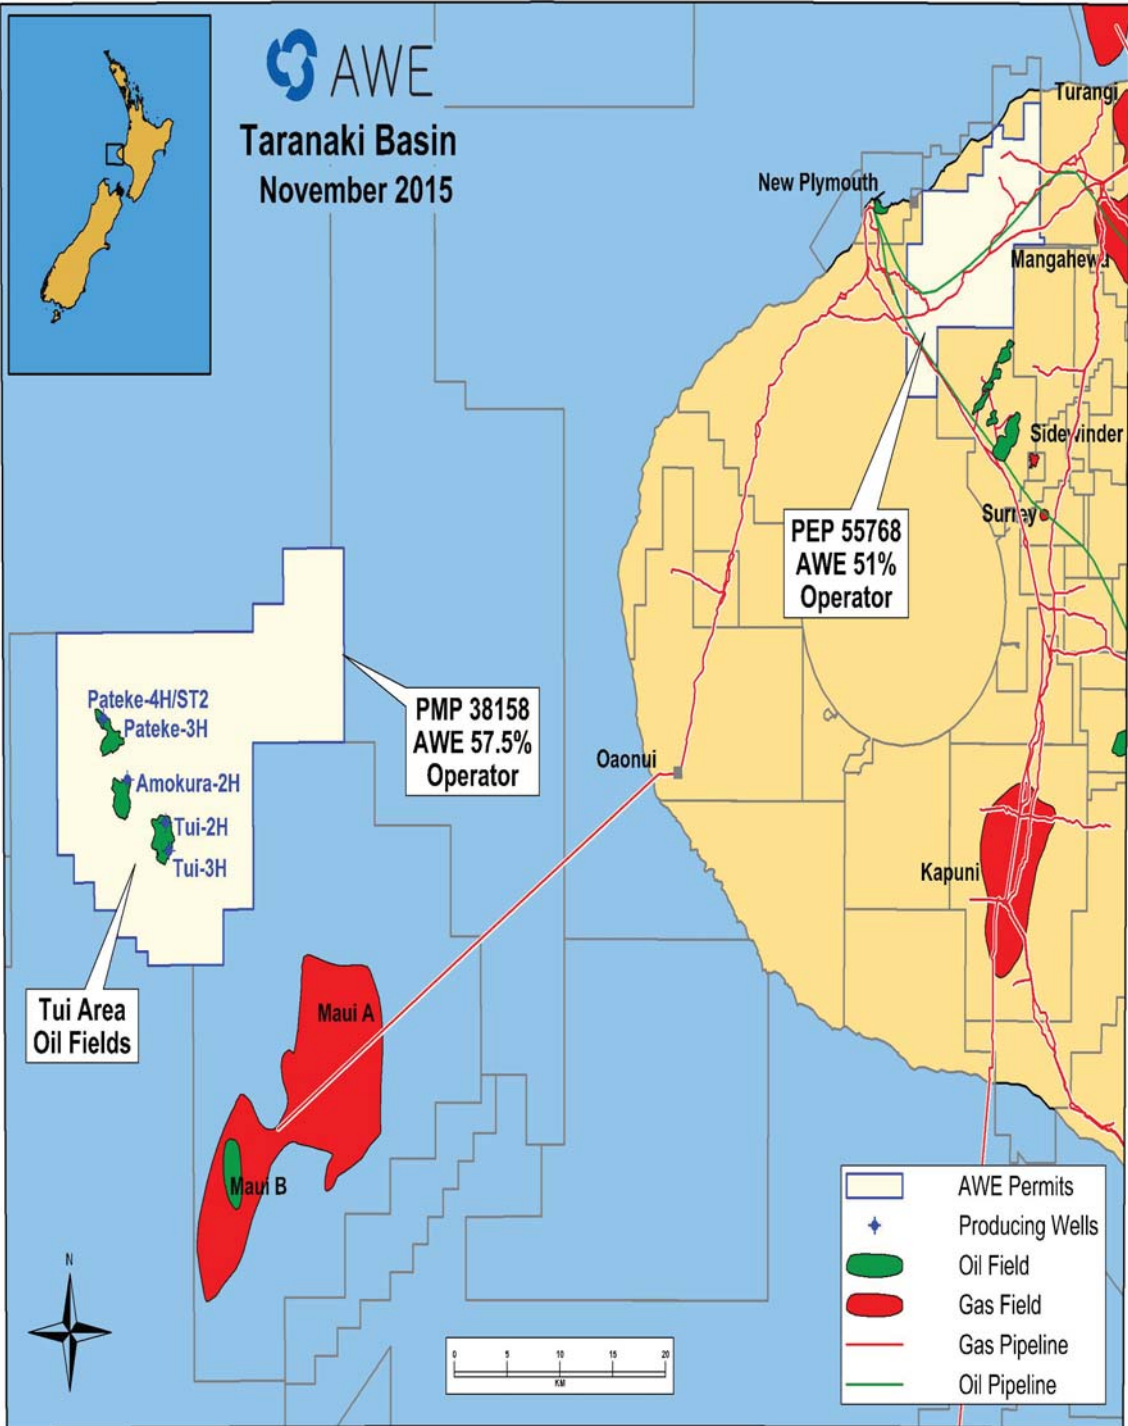 AWE
Taranaki Basin
November 2015
Turangi
New Plymouth
Mangahewa
Sidewinder
Surrey
PEP 55768
AWE 51%
Operator
Pateke-4H/ST2
Pateke-3H
PMP 38158
AWE 57.5%
Operator
Oaonui
Amokura-2H
Tui-2H
Tui-3H
Kapuni
Tui Area
Oil Fields
Maui A
Maui B
AWE Permits
Producing Wells
Oil Field
Gas Field
Gas Pipeline
Oil Pipeline
N
0 5 10 15 20
KM